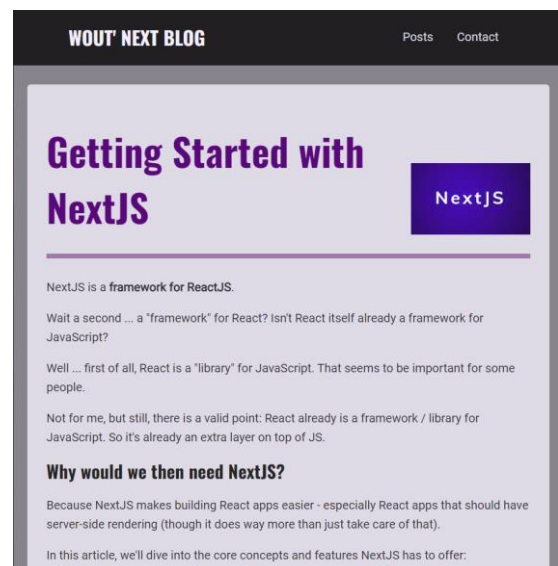 WOUT' NEXT BLOG
Posts Contact
Getting Started with
NextJS
NextJS
NextJS is a framework for ReactJS.
Wait a second ... a "framework" for React? Isn't React itself already a framework for
JavaScript?
Well ... first of all, React is a "library" for JavaScript. That seems to be important for some
people.
Not for me, but still, there is a valid point: React already is a framework / library for
JavaScript. So it's already an extra layer on top of JS.
Why would we then need NextJS?
Because NextJS makes building React apps easier - especially React apps that should have
server-side rendering (though it does way more than just take care of that).
In this article, we'll dive into the core concepts and features NextJS has to offer: